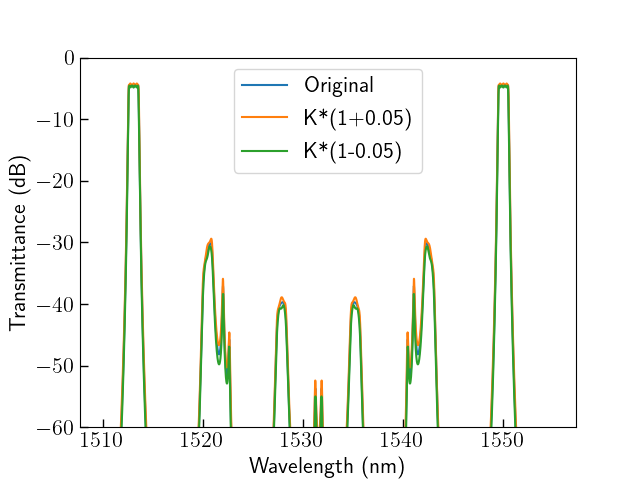 0
−10
−20
−30
−40
−50
−60
Transmittance (dB)
Original
K*(1+0.05)
K*(1-0.05)
1510 1520 1530 1540 1550
Wavelength (nm)